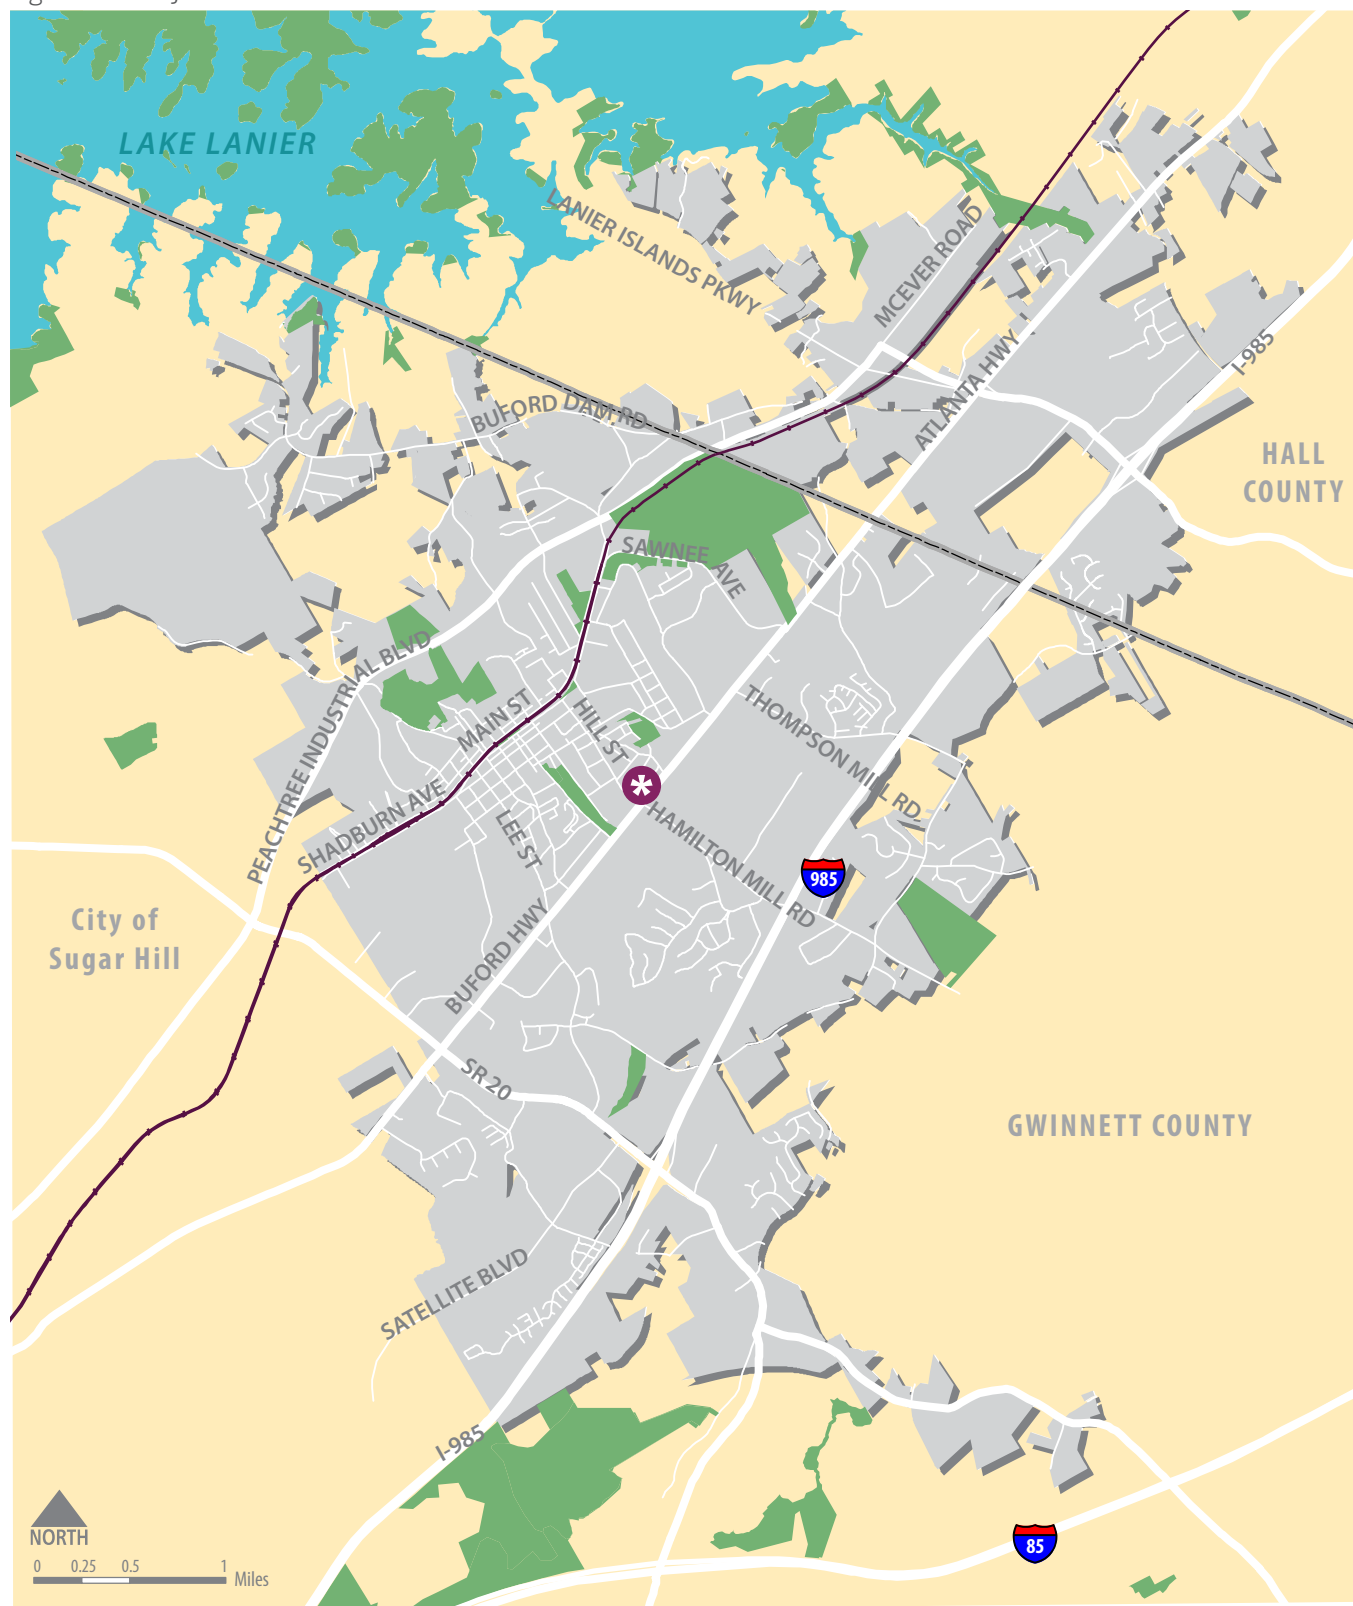 LAKE LANIER
LANIER ISLANDS PKWY
MCEVER ROAD
I-985
ATLANTA HWY
BUFORD DAM RD
HALL
COUNTY
SAWNEE AVE
PEACHTREE INDUSTRIAL BLVD
MAIN ST
HILL ST
THOMPSON MILL RD
*
SHADBURN AVE
LEE ST
HAMILTON MILL RD
985
City of
Sugar Hill
BUFORD HWY
SR 20
GWINNETT COUNTY
SATELLITE BLVD
I-985
NORTH
85
0 0.25 0.5 1
Miles